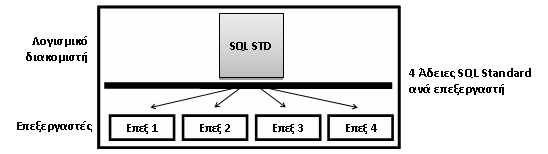 Λογισμικό
διακομιστή
SQL STD
4 Άδειες SQL Standard
ανά επεξεργαστή
Επεξεργαστές
Επεξ 1
Επεξ 2
Επεξ 3
Επεξ 4